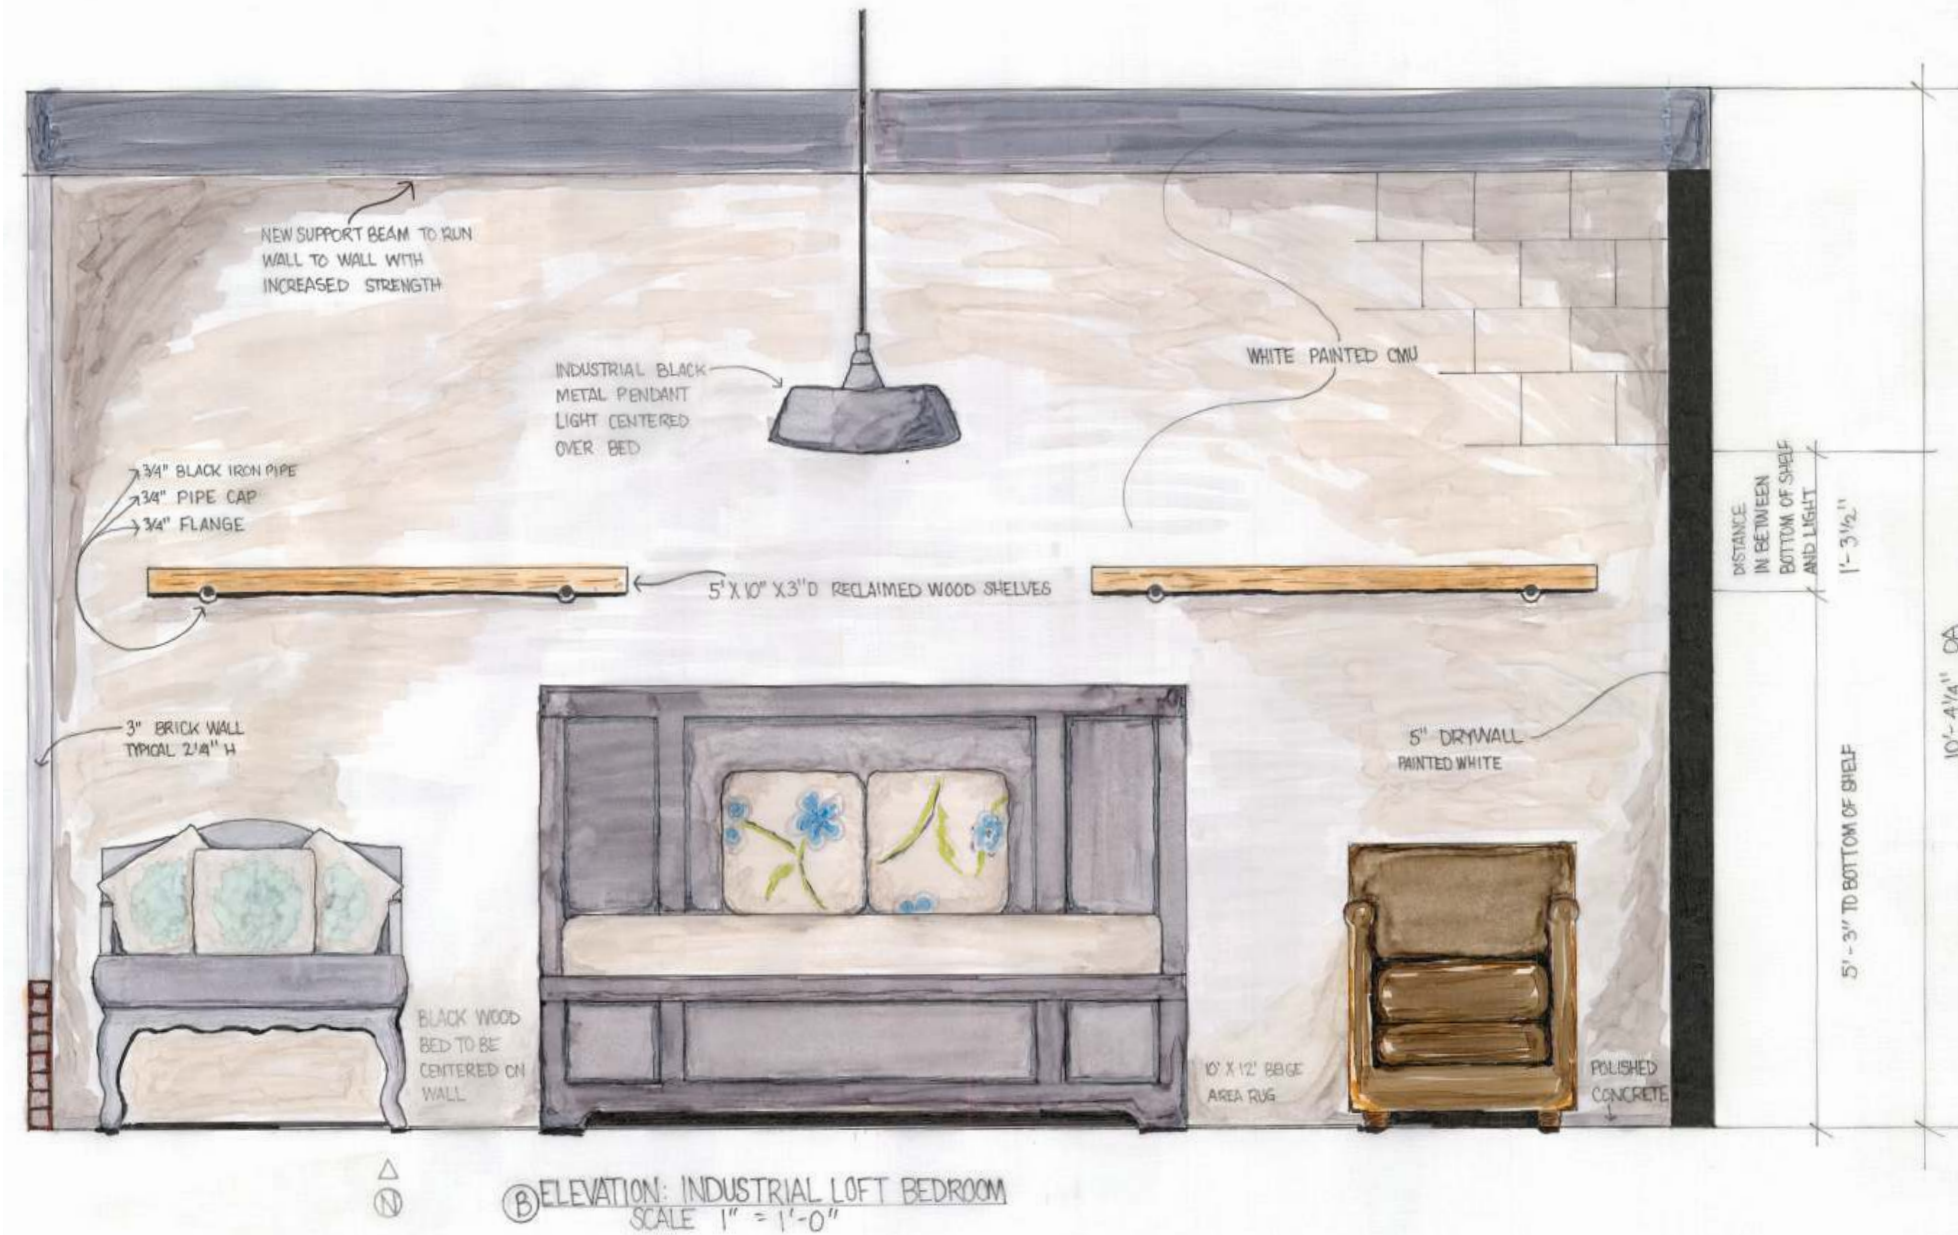 NEW SUPPORT BEAM TO RUN
WALL TO WALL WITH
INCREASED STRENGTH
INDUSTRIAL BLACK
METAL PENDANT
LIGHT CENTERED
OVER BED
WHITE PAINTED CMU
3/4" BLACK IRON PIPE
3/4" PIPE CAP
3/4" FLANGE
5' X 10" X 3" D RECLAIMED WOOD SHELVES
DISTANCE
IN BETWEEN
BOTTOM OF SHELF
AND LIGHT
1'-3 1/2"
10'-4 1/4" OA
5'-3" TO BOTTOM OF SHELF
3" BRICK WALL
TYPICAL 2 1/4" H
5" DRYWALL
PAINTED WHITE
BLACK WOOD
BED TO BE
CENTERED ON
WALL
10' X 12' BEIGE
AREA RUG
POLISHED
CONCRETE
N
B ELEVATION: INDUSTRIAL LOFT BEDROOM
SCALE 1" = 1'-0"